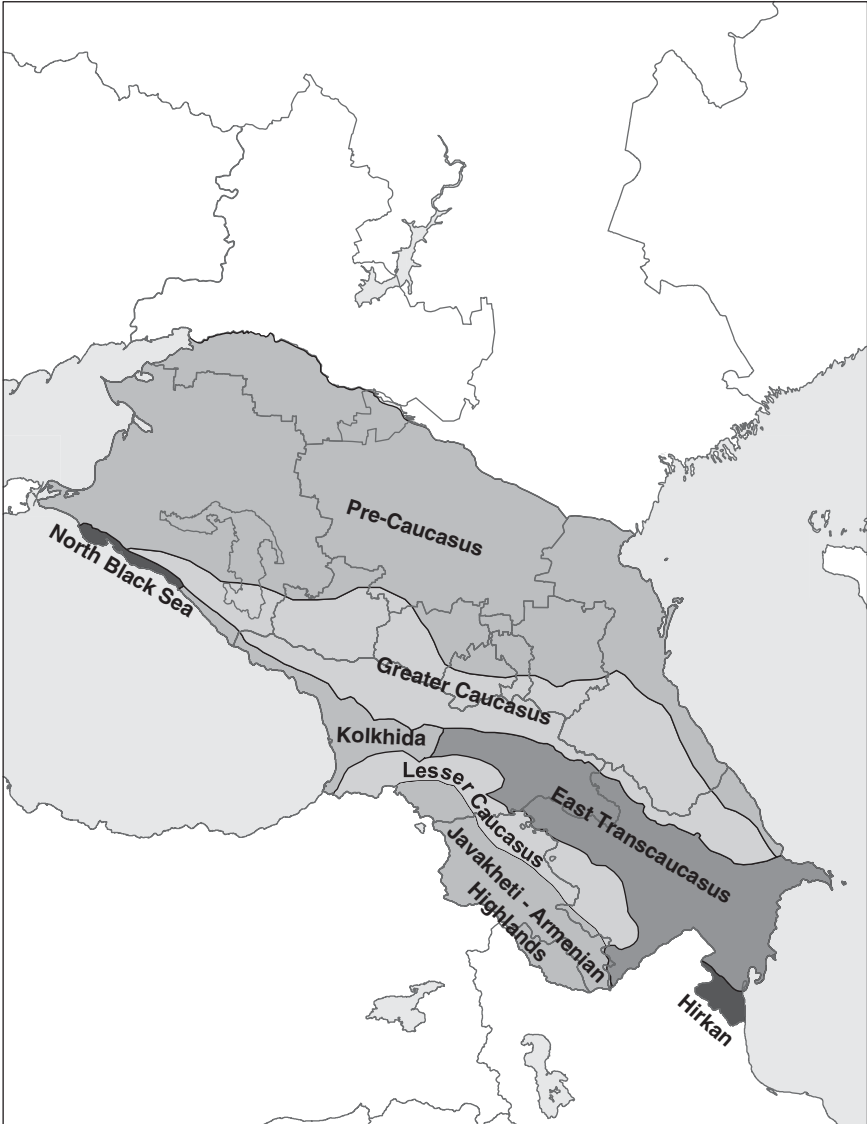 Pre-Caucasus
North Black Sea
Greater Caucasus
Kolkhida
Lesser Caucasus
East Transcaucasus
Javakheti - Armenian
Highlands
Hirkan